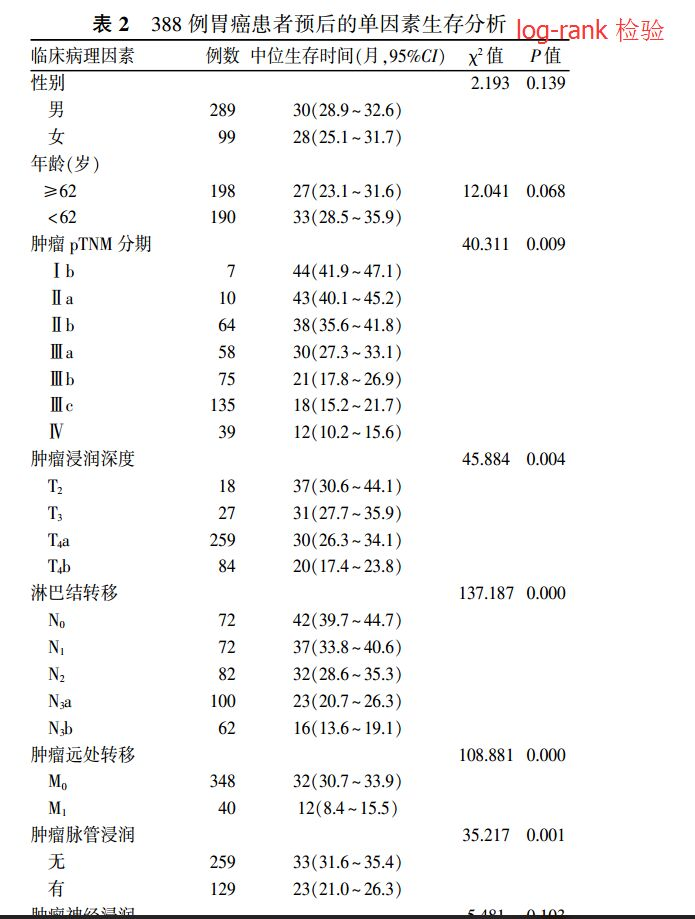 表 2 388 例胃癌患者预后的单因素生存分析 log-rank 检验
临床病理因素 例数 中位生存时间(月,95%CI) χ²值 P 值
性别 2.193 0.139
男 289 30(28.9~32.6)
女 99 28(25.1~31.7)
年龄(岁)
≥62 198 27(23.1~31.6) 12.041 0.068
<62 190 33(28.5~35.9)
肿瘤 pTNM 分期 40.311 0.009
Ⅰb 7 44(41.9~47.1)
Ⅱa 10 43(40.1~45.2)
Ⅱb 64 38(35.6~41.8)
Ⅲa 58 30(27.3~33.1)
Ⅲb 75 21(17.8~26.9)
Ⅲc 135 18(15.2~21.7)
Ⅳ 39 12(10.2~15.6)
肿瘤浸润深度 45.884 0.004
T₂ 18 37(30.6~44.1)
T₃ 27 31(27.7~35.9)
T₄a 259 30(26.3~34.1)
T₄b 84 20(17.4~23.8)
淋巴结转移 137.187 0.000
N₀ 72 42(39.7~44.7)
N₁ 72 37(33.8~40.6)
N₂ 82 32(28.6~35.3)
N₃a 100 23(20.7~26.3)
N₃b 62 16(13.6~19.1)
肿瘤远处转移 108.881 0.000
M₀ 348 32(30.7~33.9)
M₁ 40 12(8.4~15.5)
肿瘤脉管浸润 35.217 0.001
无 259 33(31.6~35.4)
有 129 23(21.0~26.3)
肿瘤神经浸润 5.481 0.103